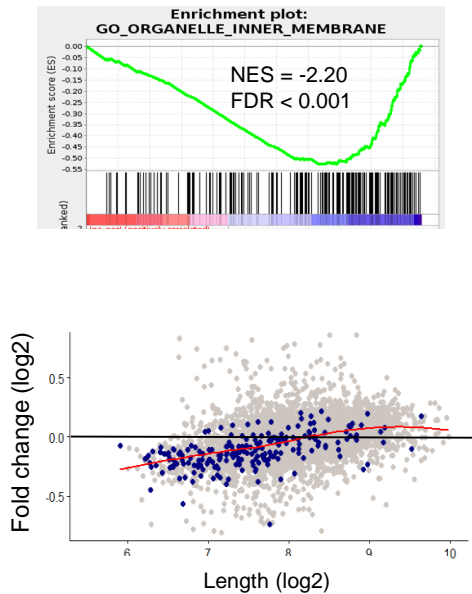 Enrichment plot:
GO_ORGANELLE_INNER_MEMBRANE
Enrichment score (ES)
0.00
-0.05
-0.10
-0.15
-0.20
-0.25
-0.30
-0.35
-0.40
-0.45
-0.50
-0.55
NES = -2.20
FDR < 0.001
Fold change (log2)
0.5
0.0
-0.5
6
7
8
9
10
Length (log2)